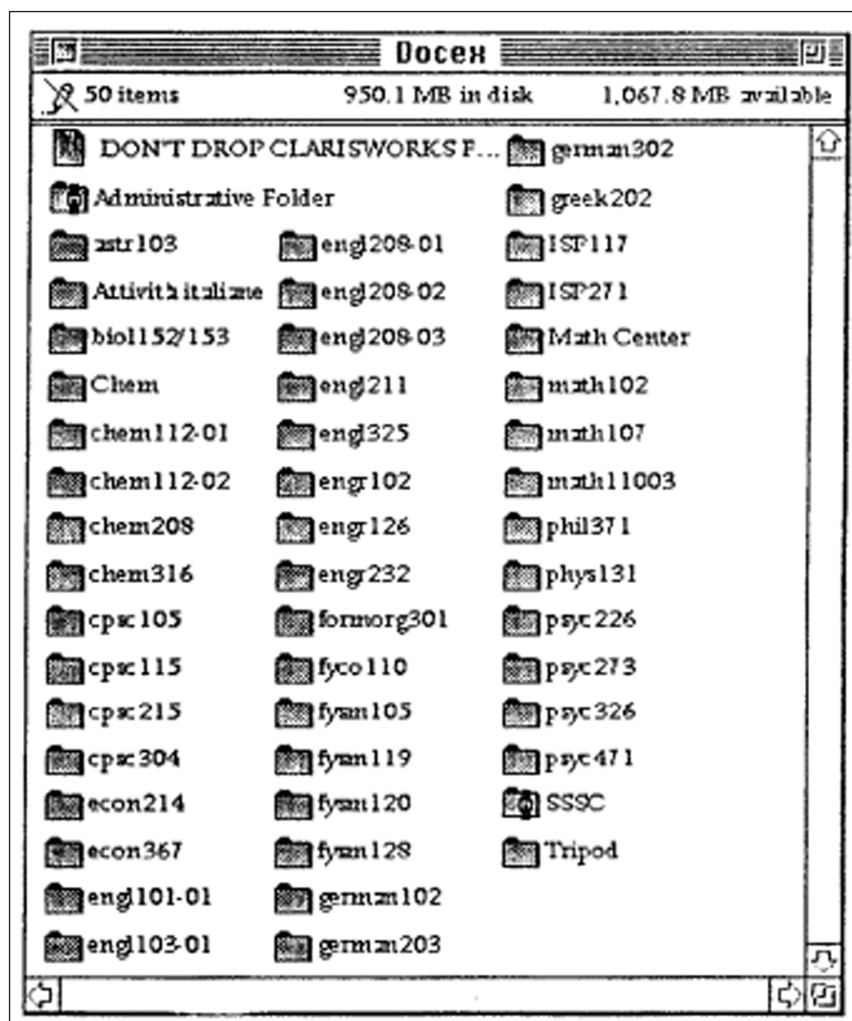 Docex
50 items 950.1 MB in disk 1,067.8 MB available
DON'T DROP CLARISWORKS F... german302
Administrative Folder greek202
astr103 engl208-01 ISP117
Attività italiane engl208-02 ISP271
biol152/153 engl208-03 Math Center
Chem engl211 math102
chem112-01 engl325 math107
chem112-02 engr102 math11003
chem208 engr126 phil371
chem316 engr232 phys131
cpsc105 formorg301 psyc226
cpsc115 fyco110 psyc273
cpsc215 fysm105 psyc326
cpsc304 fysm119 psyc471
econ214 fysm120 SSSC
econ367 fysm128 Tripod
engl101-01 german102
engl103-01 german203